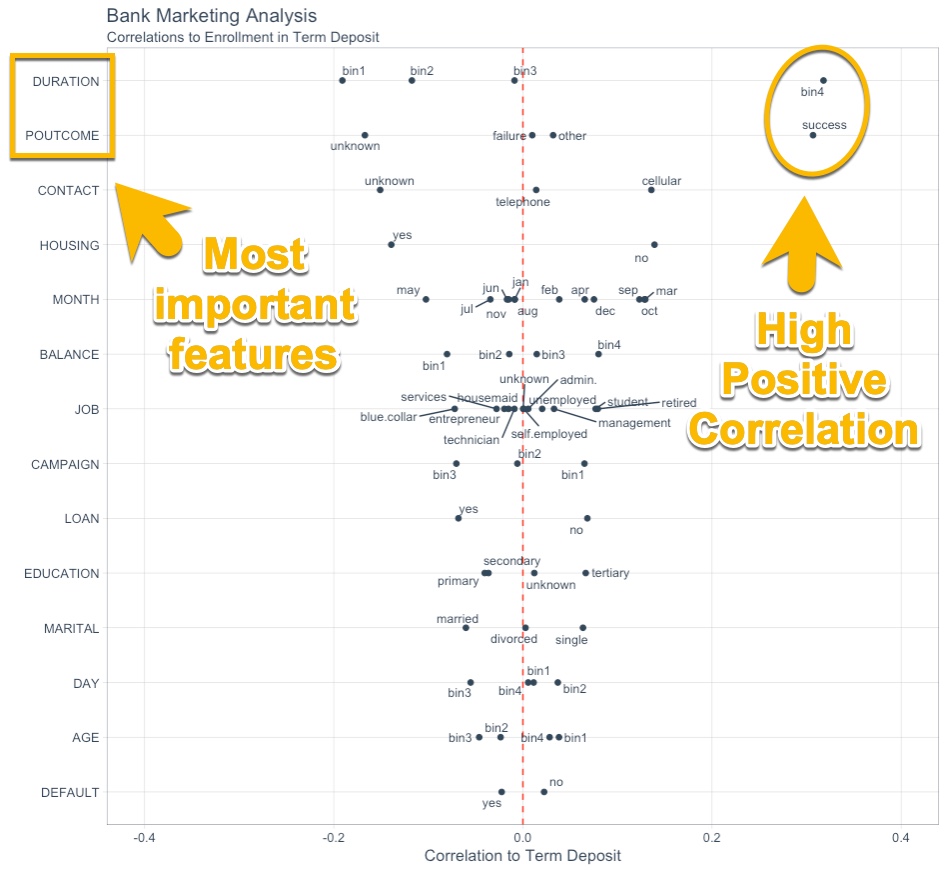 Bank Marketing Analysis
Correlations to Enrollment in Term Deposit
DURATION
bin1 bin2 bin3
bin4
POUTCOME
success
failure other
unknown
CONTACT
unknown cellular
telephone
HOUSING
yes
no
MONTH
may jun jan feb apr sep mar
jul nov aug dec oct
BALANCE
bin4
bin2 bin3
bin1
JOB
unknown admin.
services housemaid unemployed student retired
blue.collar entrepreneur management
technician self.employed
CAMPAIGN
bin2
bin3 bin1
LOAN
yes
no
EDUCATION
secondary
tertiary
primary unknown
MARITAL
married
divorced single
DAY
bin1
bin3 bin4 bin2
AGE
bin2
bin3 bin4 bin1
DEFAULT
no
yes
-0.4 -0.2 0.0 0.2 0.4
Correlation to Term Deposit
Most
important
features
High
Positive
Correlation